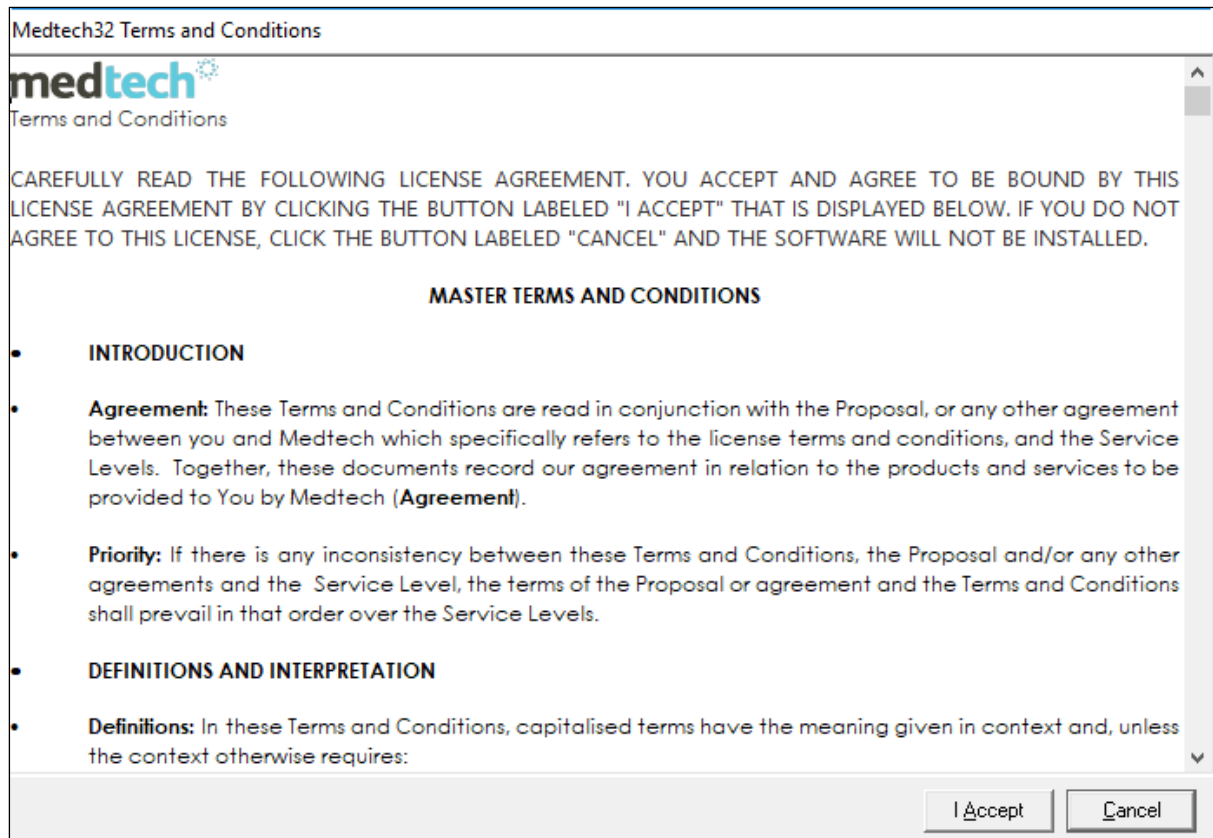 Medtech32 Terms and Conditions
medtech
Terms and Conditions
CAREFULLY READ THE FOLLOWING LICENSE AGREEMENT. YOU ACCEPT AND AGREE TO BE BOUND BY THIS
LICENSE AGREEMENT BY CLICKING THE BUTTON LABELED "I ACCEPT" THAT IS DISPLAYED BELOW. IF YOU DO NOT
AGREE TO THIS LICENSE, CLICK THE BUTTON LABELED "CANCEL" AND THE SOFTWARE WILL NOT BE INSTALLED.
MASTER TERMS AND CONDITIONS
• INTRODUCTION
• Agreement: These Terms and Conditions are read in conjunction with the Proposal, or any other agreement
between you and Medtech which specifically refers to the license terms and conditions, and the Service
Levels. Together, these documents record our agreement in relation to the products and services to be
provided to You by Medtech (Agreement).
• Priority: If there is any inconsistency between these Terms and Conditions, the Proposal and/or any other
agreements and the Service Level, the terms of the Proposal or agreement and the Terms and Conditions
shall prevail in that order over the Service Levels.
• DEFINITIONS AND INTERPRETATION
• Definitions: In these Terms and Conditions, capitalised terms have the meaning given in context and, unless
the context otherwise requires:
I Accept
Cancel